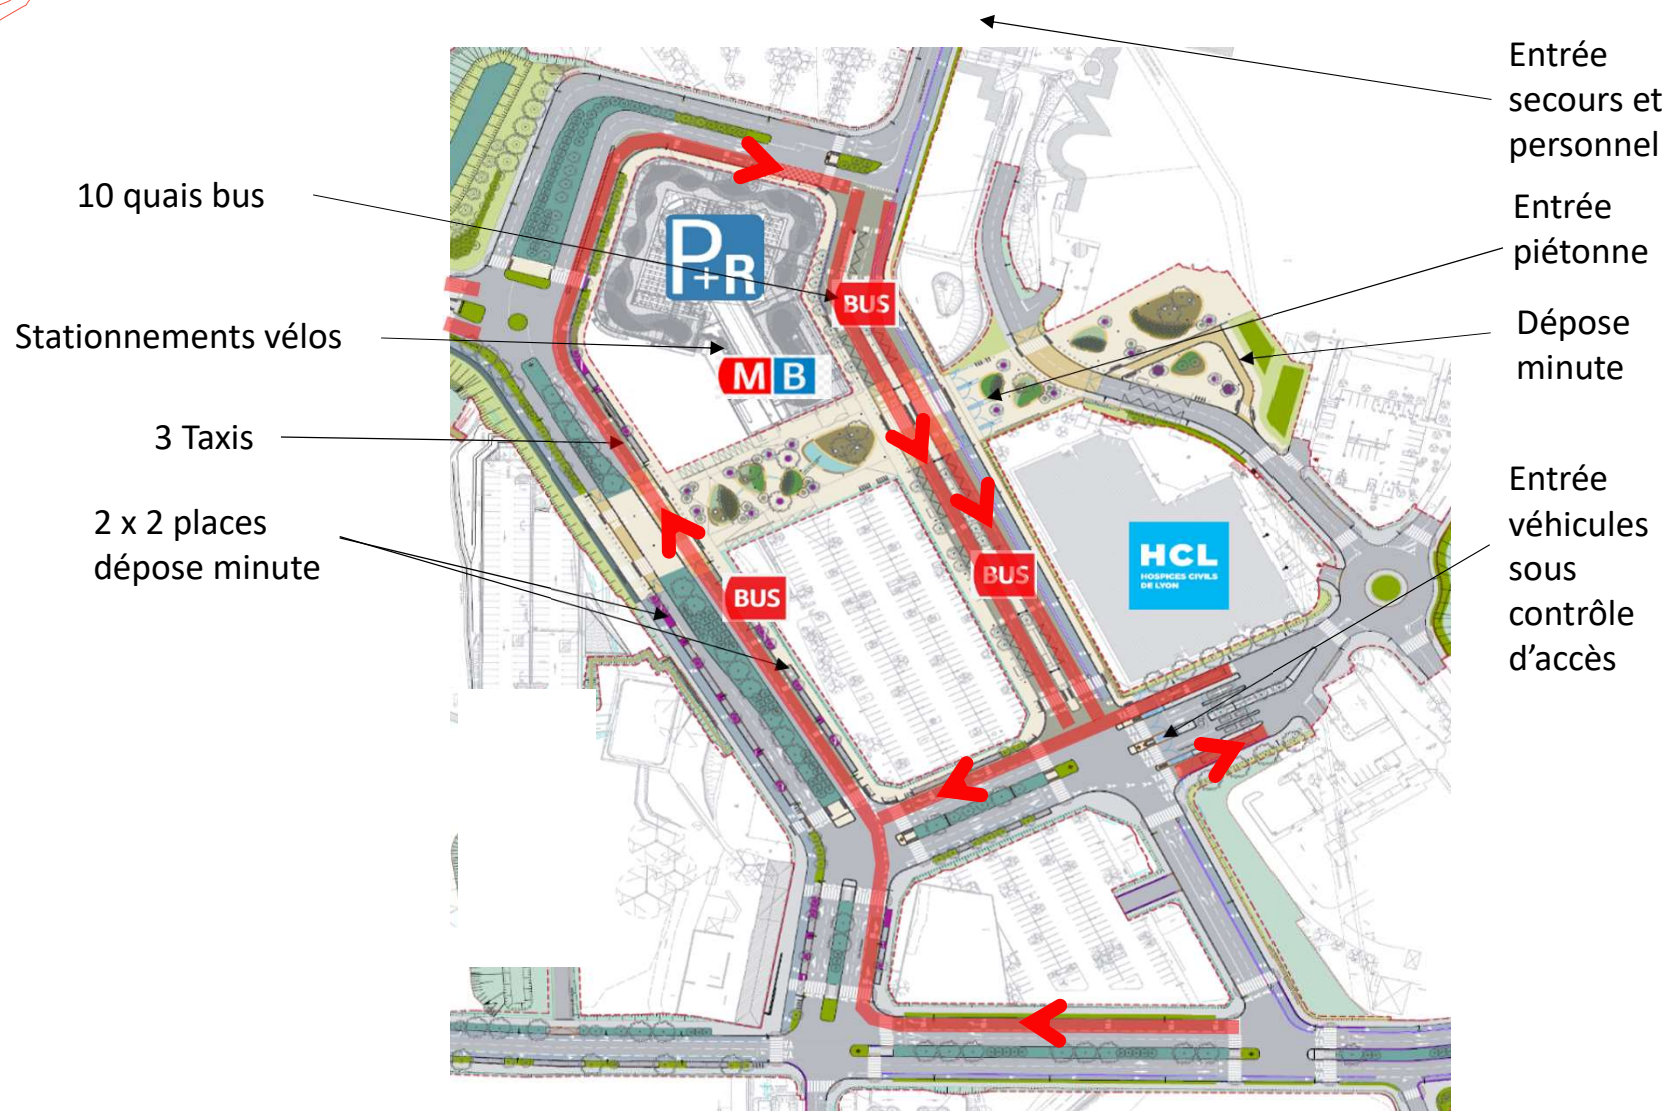 Entrée
secours et
personnel
10 quais bus
Entrée
piétonne
P+R
BUS
Stationnements vélos
Dépose
minute
M B
3 Taxis
Entrée
véhicules
sous
contrôle
d’accès
2 x 2 places
dépose minute
HCL
HOSPICES CIVILS
DE LYON
BUS
BUS